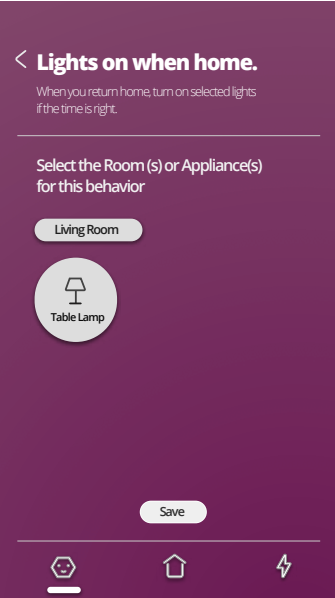 Lights on when home.
When you return home, turn on selected lights
if the time is right.
Select the Room (s) or Appliance(s)
for this behavior
Living Room
Table Lamp
Save